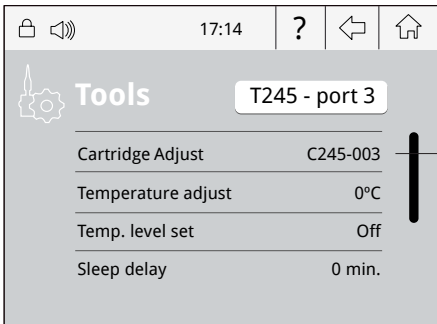 17:14 ?
Tools T245 - port 3
Cartridge Adjust C245-003
Temperature adjust 0ºC
Temp. level set Off
Sleep delay 0 min.